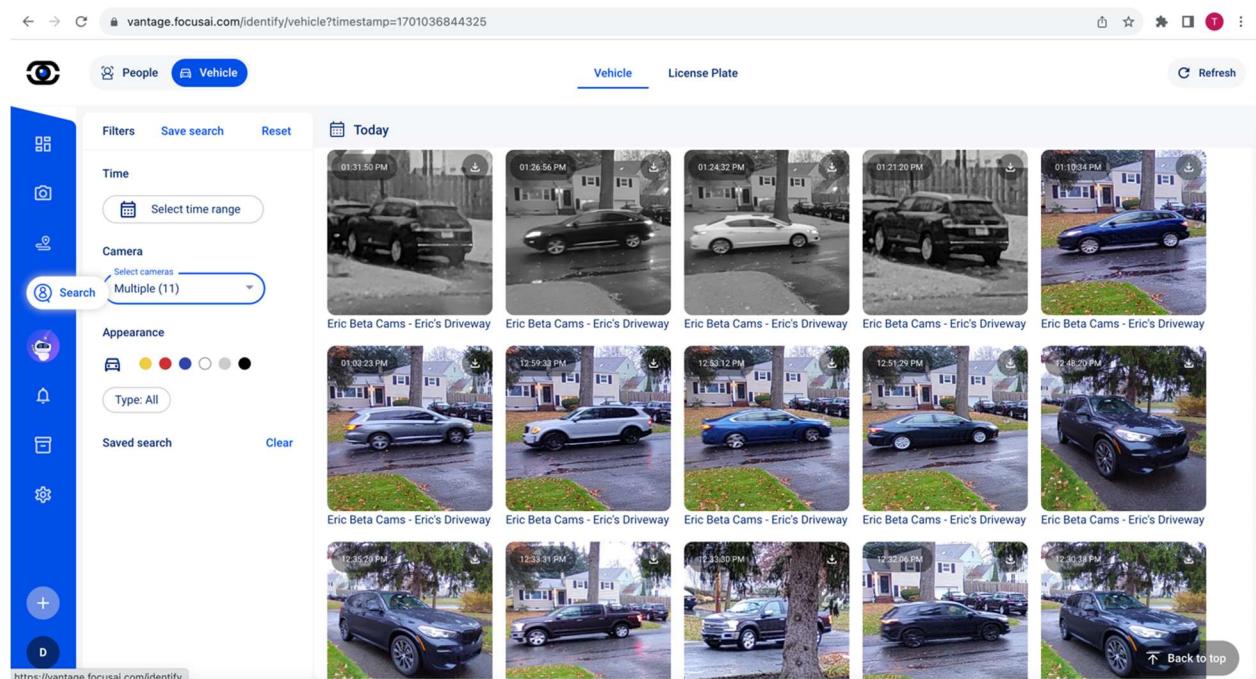 vantage.focusai.com/identify/vehicle?timestamp=1701036844325
T
People
Vehicle
Vehicle
License Plate
Refresh
Filters
Save search
Reset
Today
Time
Select time range
Camera
Select cameras
Multiple (11)
Search
Appearance
Type: All
Saved search
Clear
01:31:50 PM
01:26:56 PM
01:24:32 PM
01:21:20 PM
01:10:34 PM
Eric Beta Cams - Eric's Driveway
Eric Beta Cams - Eric's Driveway
Eric Beta Cams - Eric's Driveway
Eric Beta Cams - Eric's Driveway
Eric Beta Cams - Eric's Driveway
01:03:23 PM
12:59:33 PM
12:53:12 PM
12:51:29 PM
12:48:20 PM
Eric Beta Cams - Eric's Driveway
Eric Beta Cams - Eric's Driveway
Eric Beta Cams - Eric's Driveway
Eric Beta Cams - Eric's Driveway
Eric Beta Cams - Eric's Driveway
12:35:20 PM
12:33:31 PM
12:33:30 PM
12:32:06 PM
12:30:38 PM
Back to top
D
https://vantage.focusai.com/identify